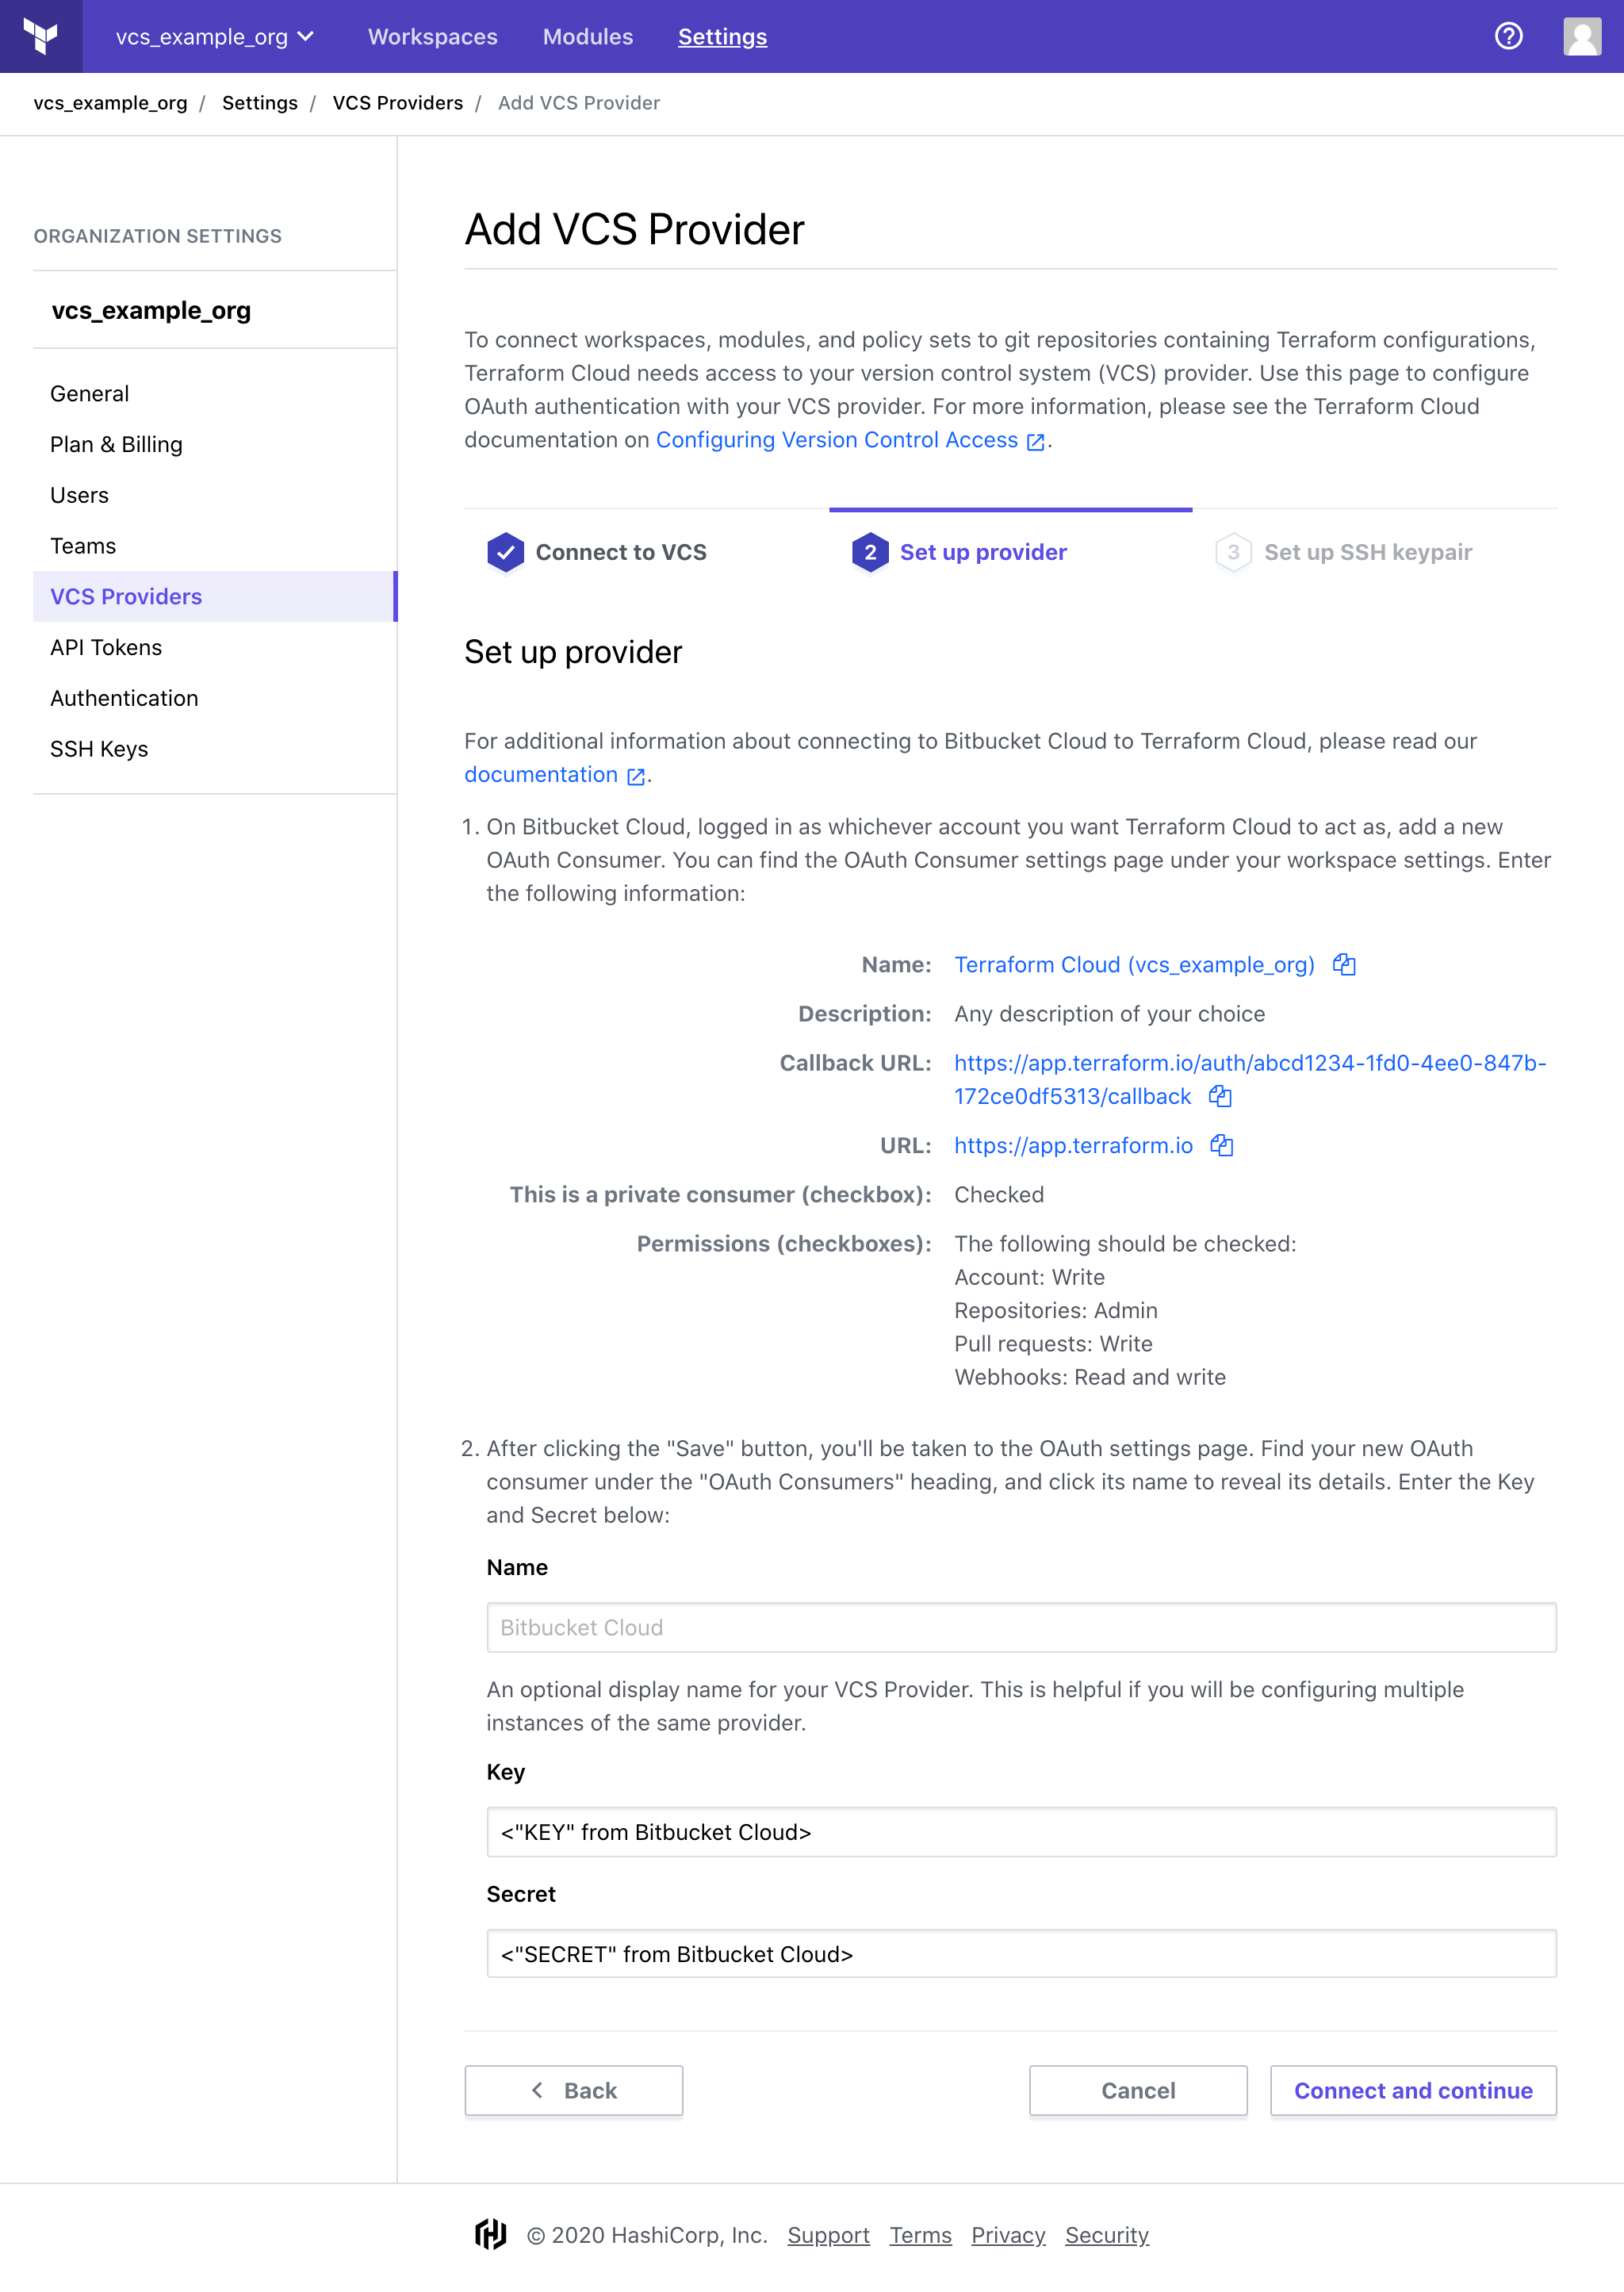 vcs_example_org Workspaces Modules Settings
vcs_example_org / Settings / VCS Providers / Add VCS Provider
ORGANIZATION SETTINGS
vcs_example_org
General
Plan & Billing
Users
Teams
VCS Providers
API Tokens
Authentication
SSH Keys
Add VCS Provider
To connect workspaces, modules, and policy sets to git repositories containing Terraform configurations,
Terraform Cloud needs access to your version control system (VCS) provider. Use this page to configure
OAuth authentication with your VCS provider. For more information, please see the Terraform Cloud
documentation on Configuring Version Control Access.
Connect to VCS
2 Set up provider
3 Set up SSH keypair
Set up provider
For additional information about connecting to Bitbucket Cloud to Terraform Cloud, please read our
documentation.
1. On Bitbucket Cloud, logged in as whichever account you want Terraform Cloud to act as, add a new
OAuth Consumer. You can find the OAuth Consumer settings page under your workspace settings. Enter
the following information:
Name: Terraform Cloud (vcs_example_org)
Description: Any description of your choice
Callback URL: https://app.terraform.io/auth/abcd1234-1fd0-4ee0-847b-
172ce0df5313/callback
URL: https://app.terraform.io
This is a private consumer (checkbox): Checked
Permissions (checkboxes): The following should be checked:
Account: Write
Repositories: Admin
Pull requests: Write
Webhooks: Read and write
2. After clicking the "Save" button, you'll be taken to the OAuth settings page. Find your new OAuth
consumer under the "OAuth Consumers" heading, and click its name to reveal its details. Enter the Key
and Secret below:
Name
Bitbucket Cloud
An optional display name for your VCS Provider. This is helpful if you will be configuring multiple
instances of the same provider.
Key
<"KEY" from Bitbucket Cloud>
Secret
<"SECRET" from Bitbucket Cloud>
Back
Cancel
Connect and continue
© 2020 HashiCorp, Inc. Support Terms Privacy Security